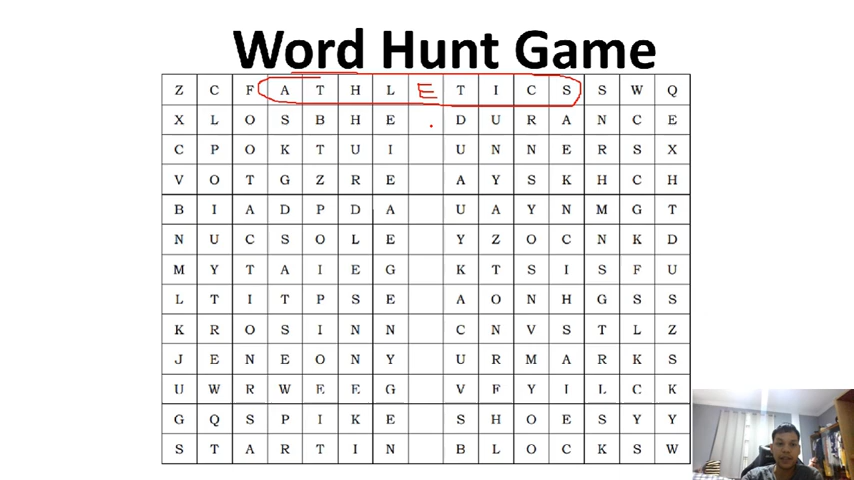 Word Hunt Game
Z C F A T H L E T I C S S W Q
X L O S B H E . D U R A N C E
C P O K T U I U N N E R S X
V O T G Z R E A Y S K H C H
B I A D P D A U A Y N M G T
N U C S O L E Y Z O C N K D
M Y T A I E G K T S I S F U
L T I T P S E A O N H G S S
K R O S I N N C N V S T L Z
J E N E O N Y U R M A R K S
U W R W E E G V F Y I L C K
G Q S P I K E S H O E S Y Y
S T A R T I N B L O C K S W